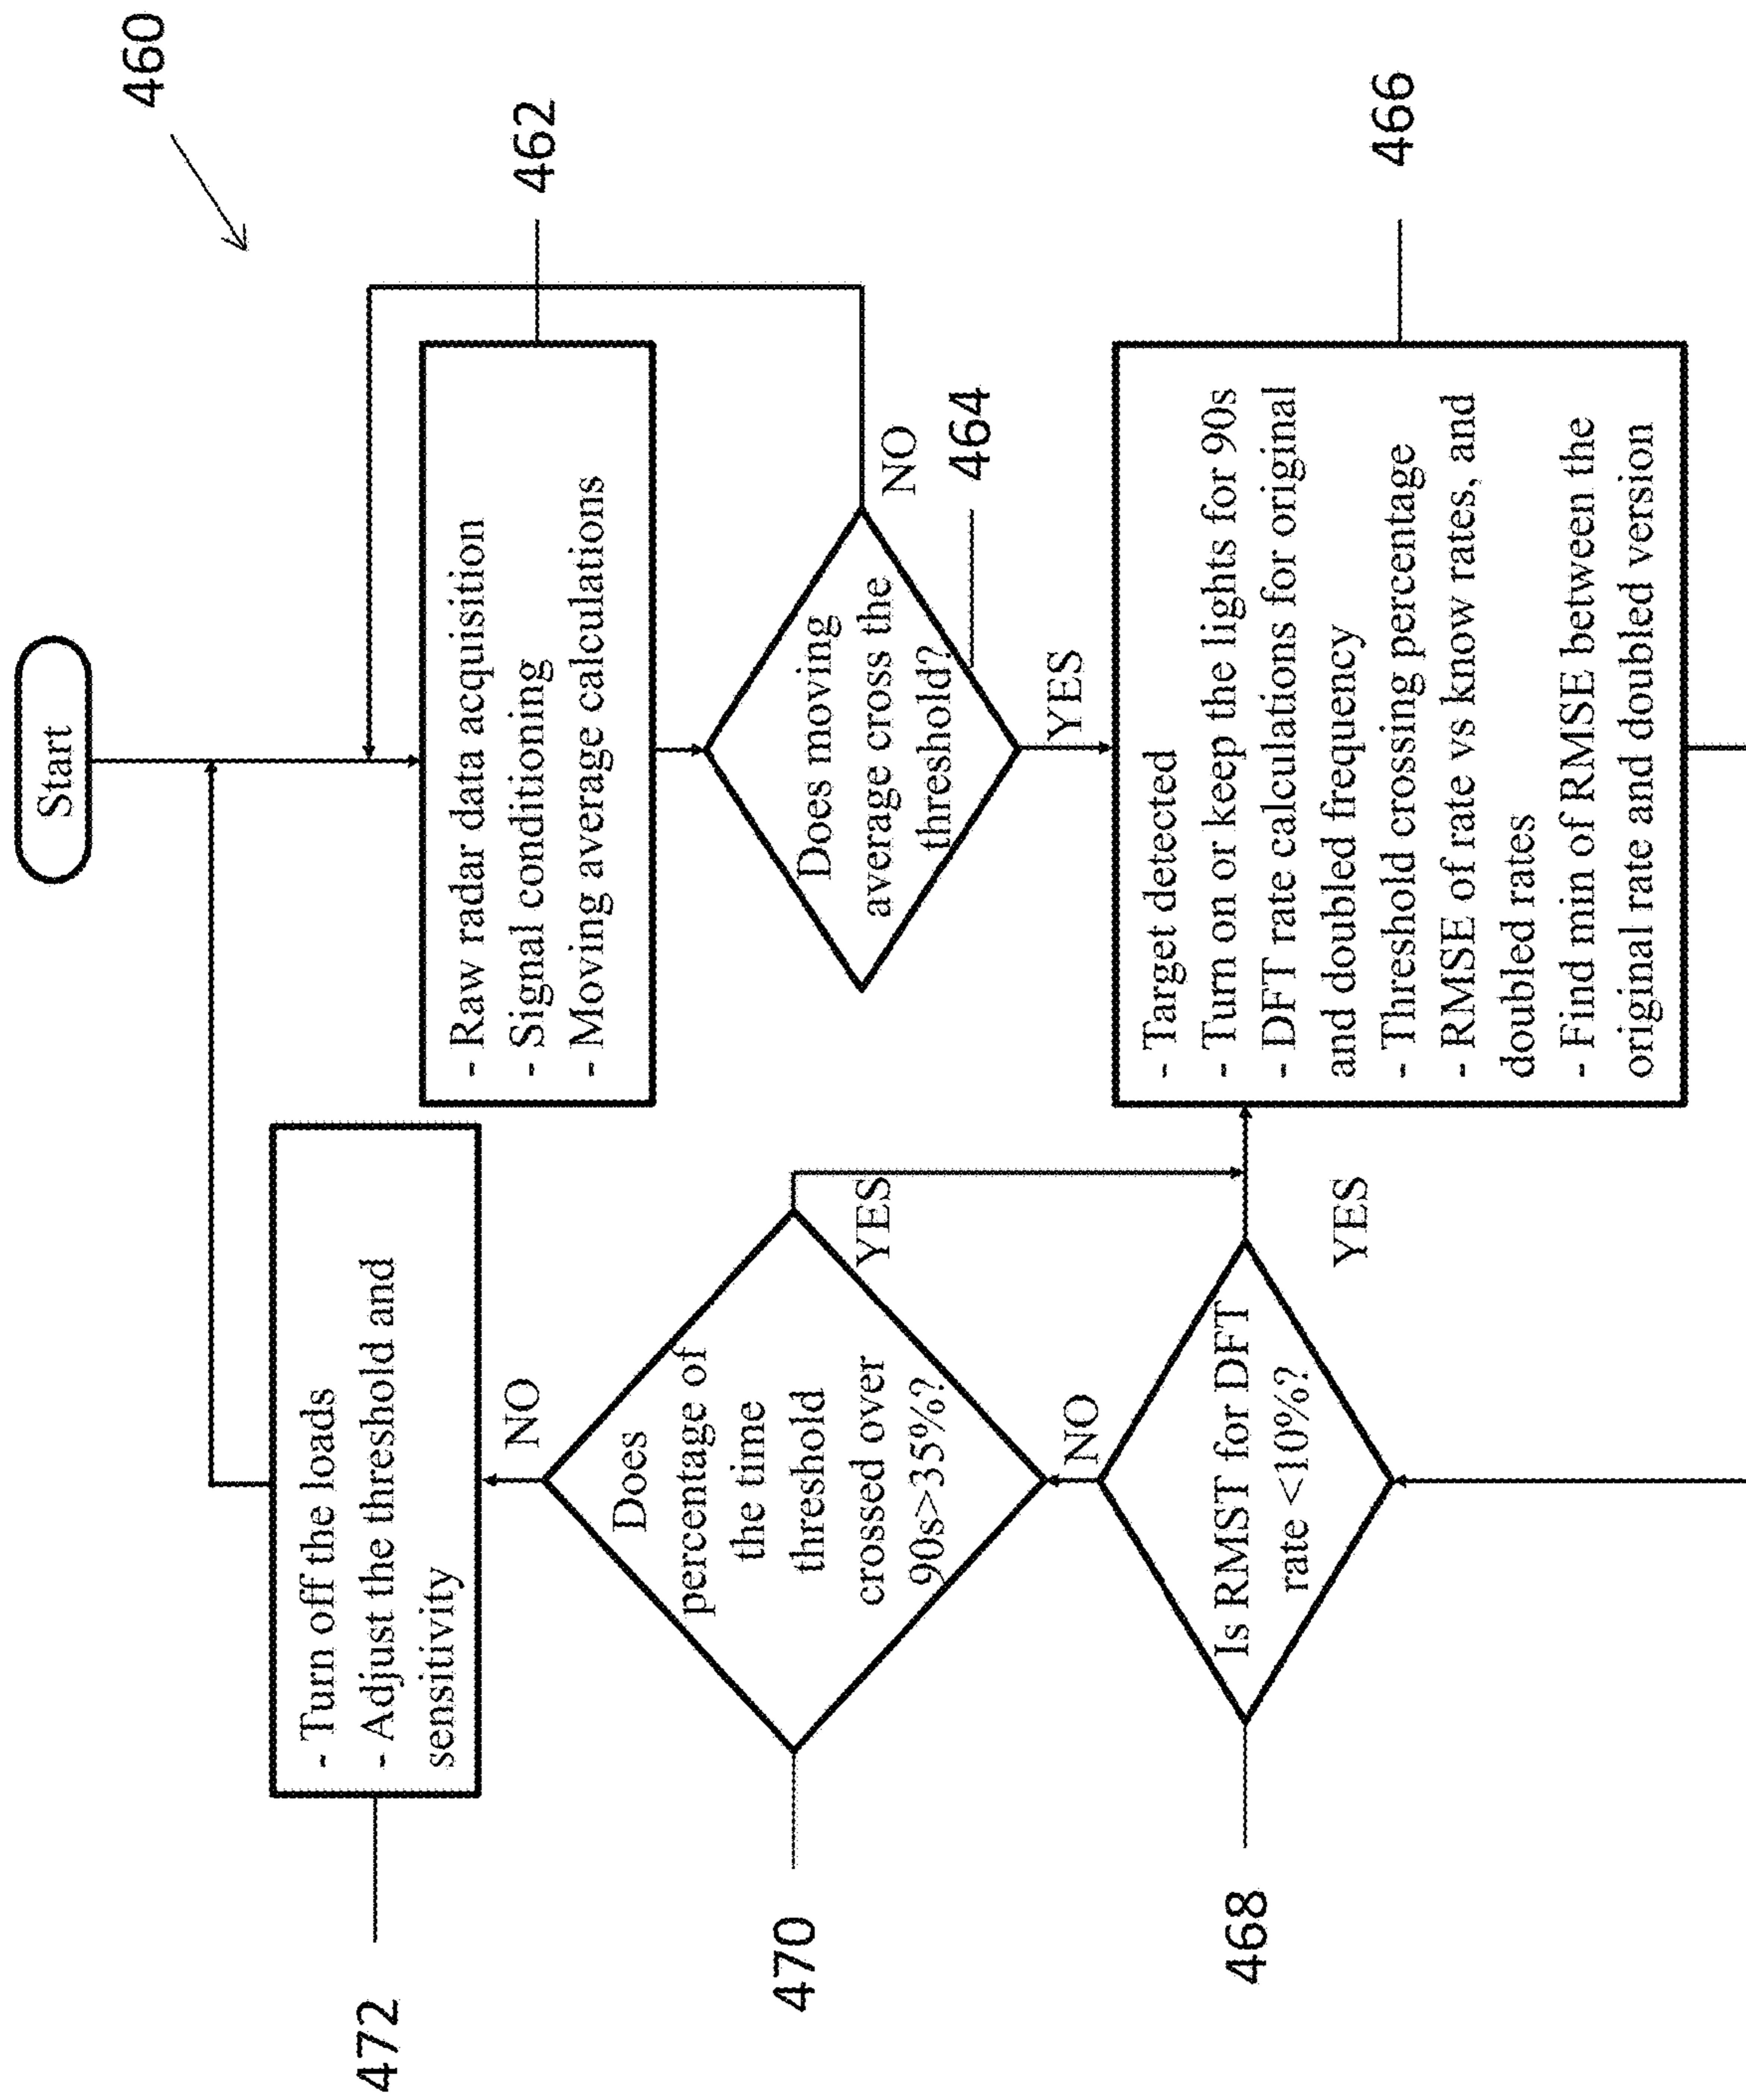 460
Start
462
- Raw radar data acquisition
- Signal conditioning
- Moving average calculations
Does moving
average cross the
threshold?
NO
464
YES
466
- Target detected
- Turn on or keep the lights for 90s
- DFT rate calculations for original
and doubled frequency
- Threshold crossing percentage
- RMSE of rate vs know rates, and
doubled rates
- Find min of RMSE between the
original rate and doubled version
468
Is RMST for DFT
rate <10%?
YES
NO
470
Does
percentage of
the time
threshold
crossed over
90s>35%?
YES
NO
472
- Turn off the loads
- Adjust the threshold and
sensitivity